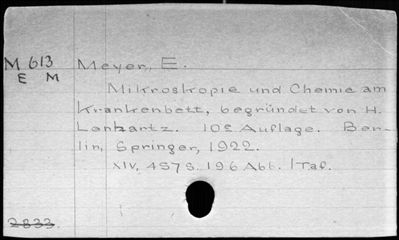 M 613 Meyer, E.
E M
Mikroskopie und Chemie am
Krankenbett, begründet von H.
Lenhartz. 10e Auflage. Ber-
lin, Springer, 1922.
XIV, 457 S. 196 Abb. 1 Taf.
2833